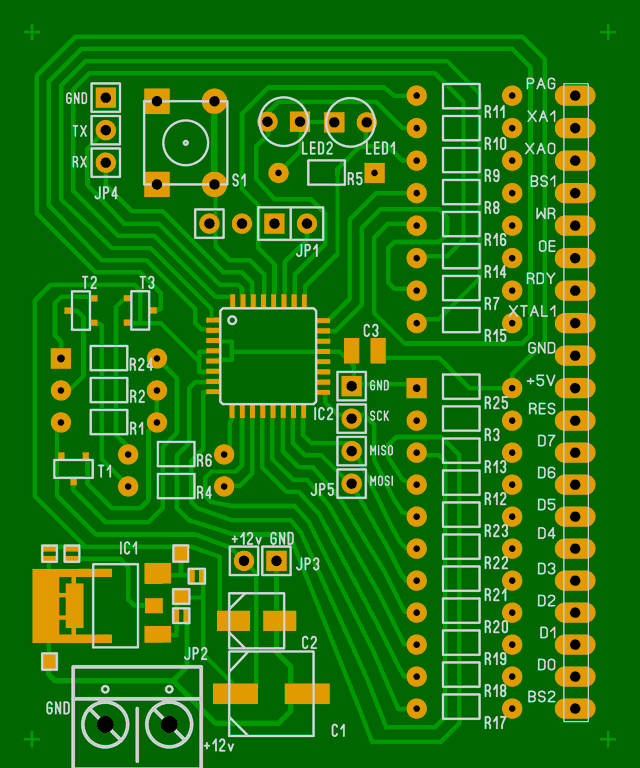 PAG
GND
R11
XA1
TX
LED2
LED1
R10
XA0
RX
R9
S1
R5
BS1
JP4
R8
WR
JP1
R16
OE
R14
T2
T3
RDY
R7
XTAL1
C3
R15
GND
R24
GND
+5V
R2
R25
IC2
SCK
RES
R1
R3
D7
MISO
R6
R13
T1
D6
MOSI
R4
JP5
R12
D5
R23
+12v
GND
D4
IC1
JP3
R22
D3
R21
D2
R20
D1
C2
JP2
R19
D0
R18
BS2
GND
R17
C1
+12v